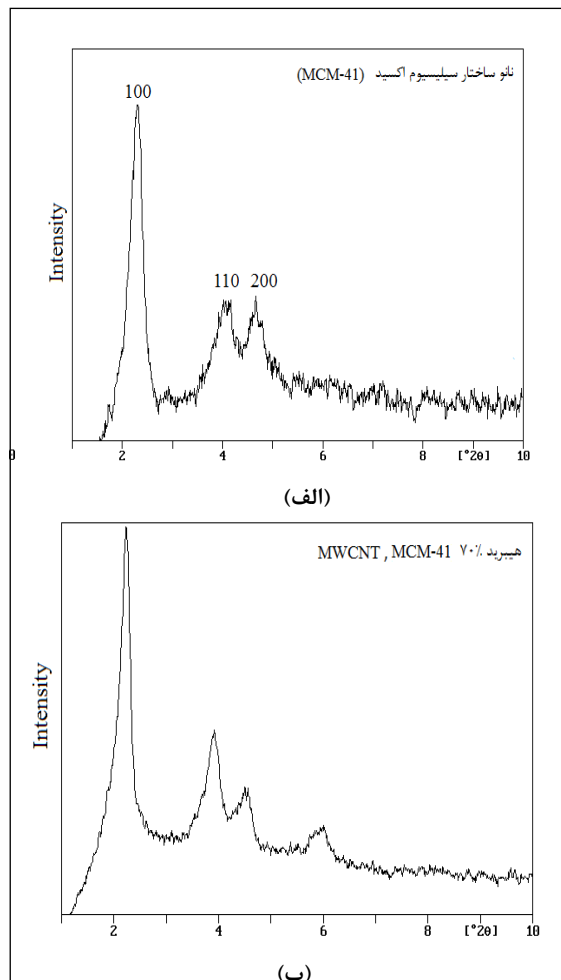 نانو ساختار سیلیسیوم اکسید (MCM-41)
100
110 200
Intensity
0 2 4 6 8 [°2θ] 10
(الف)
هیبرید ۷۰٪ MWCNT , MCM-41
Intensity
2 4 6 8 [°2θ] 10
(ب)